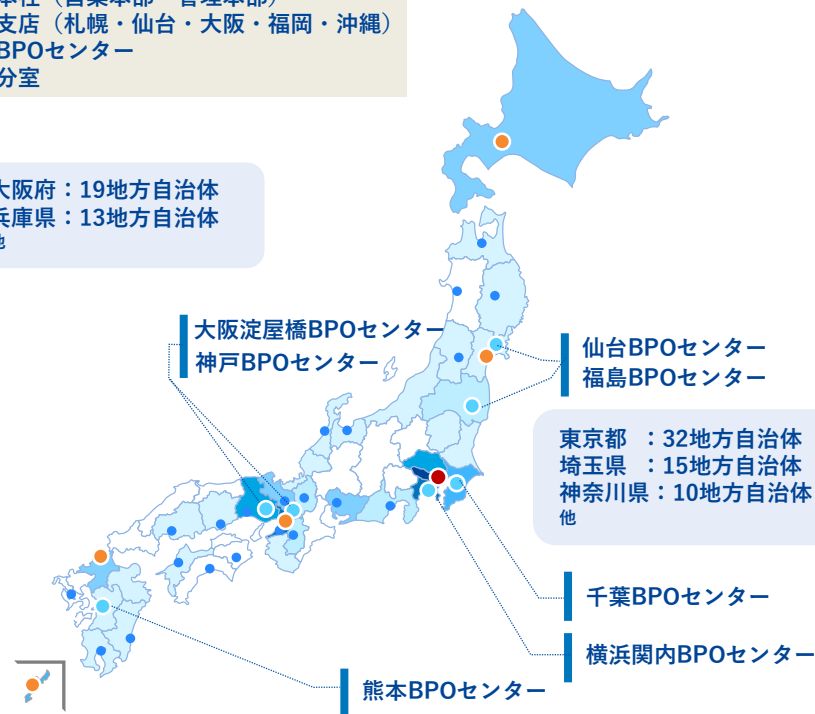 支店（札幌・仙台・大阪・福岡・沖縄）
BPOセンター
分室
大阪府：19地方自治体
兵庫県：13地方自治体
大阪淀屋橋BPOセンター
神戸BPOセンター
仙台BPOセンター
福島BPOセンター
東京都　：32地方自治体
埼玉県　：15地方自治体
神奈川県：10地方自治体
他
千葉BPOセンター
横浜関内BPOセンター
熊本BPOセンター